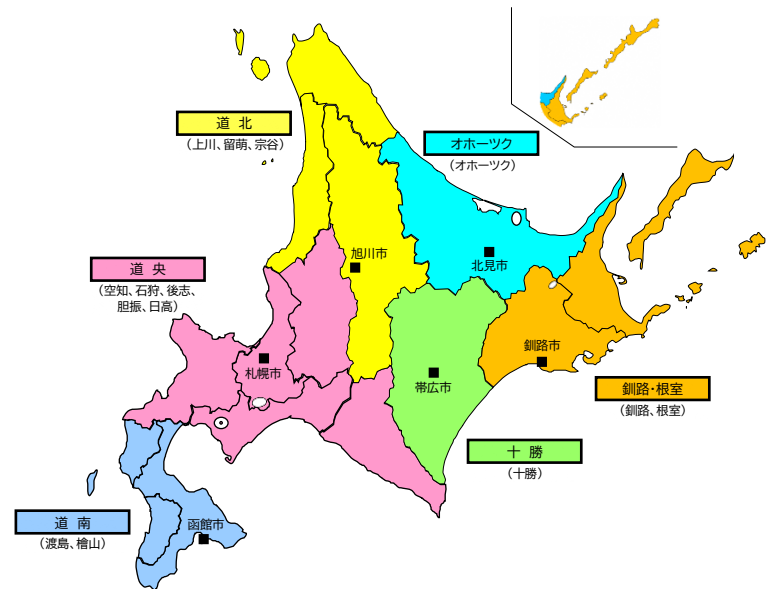 道 北
（上川、留萌、宗谷）
オホーツク
（オホーツク）
旭川市
北見市
道 央
（空知、石狩、後志、
胆振、日高）
札幌市
帯広市
釧路市
釧路・根室
（釧路、根室）
十 勝
（十勝）
道 南
（渡島、檜山）
函館市